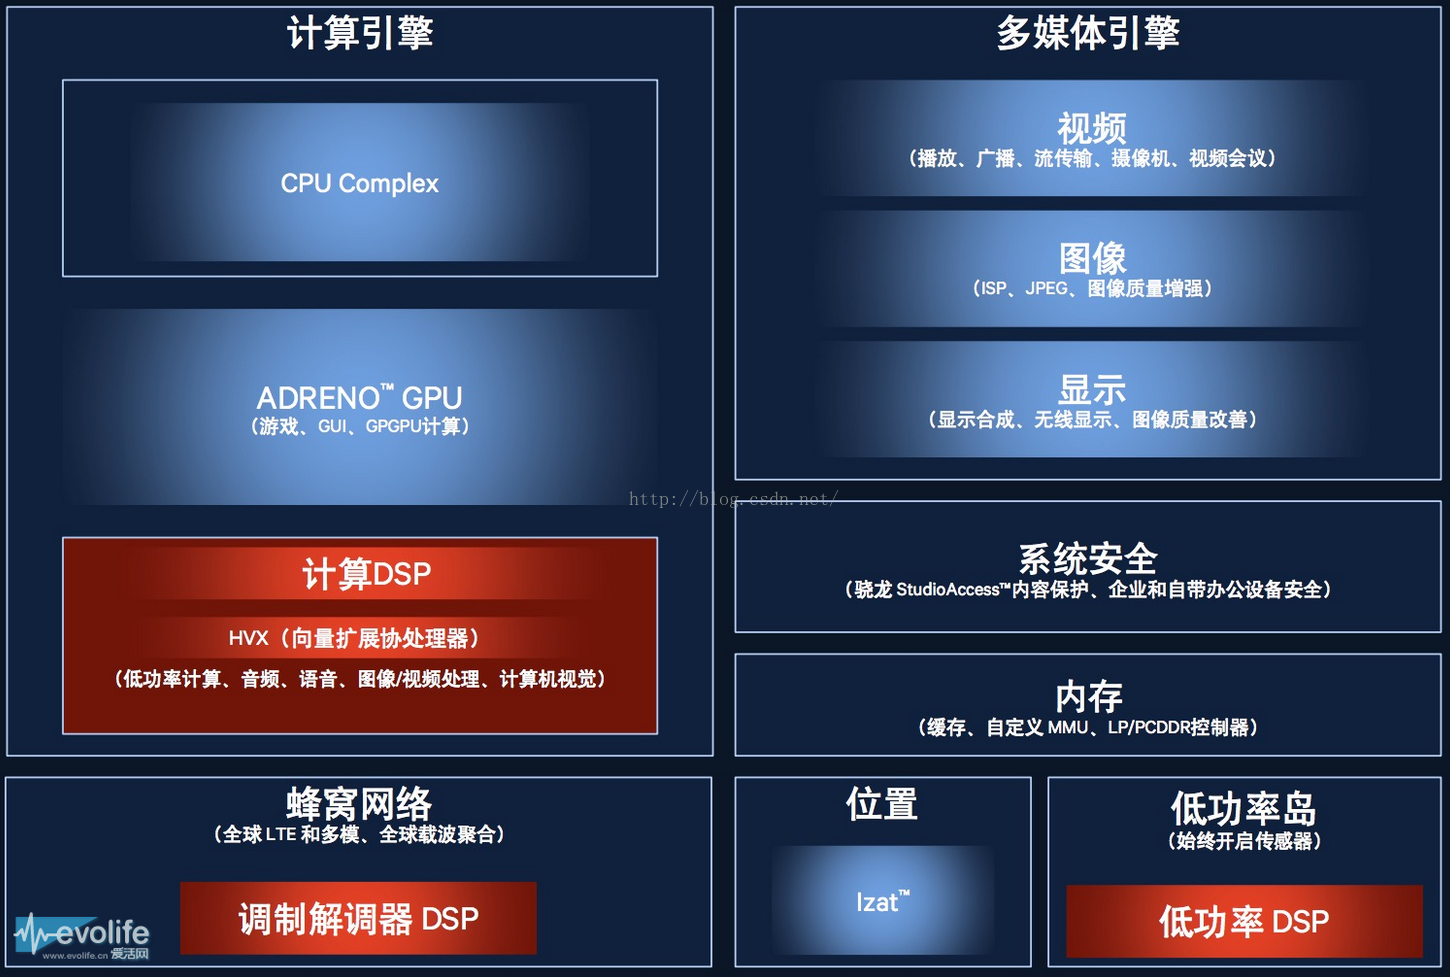 计算引擎
CPU Complex
ADRENO™ GPU
（游戏、GUI、GPGPU计算）
计算DSP
HVX（向量扩展协处理器）
（低功率计算、音频、语音、图像/视频处理、计算机视觉）
多媒体引擎
视频
（播放、广播、流传输、摄像机、视频会议）
图像
（ISP、JPEG、图像质量增强）
显示
（显示合成、无线显示、图像质量改善）
http://blog.csdn.net/
系统安全
（骁龙 StudioAccess™内容保护、企业和自带办公设备安全）
内存
（缓存、自定义 MMU、LP/PCDDR控制器）
蜂窝网络
（全球 LTE 和多模、全球载波聚合）
调制解调器 DSP
位置
Izat™
低功率岛
（始终开启传感器）
低功率 DSP
evolife
www.evolife.cn 爱活网